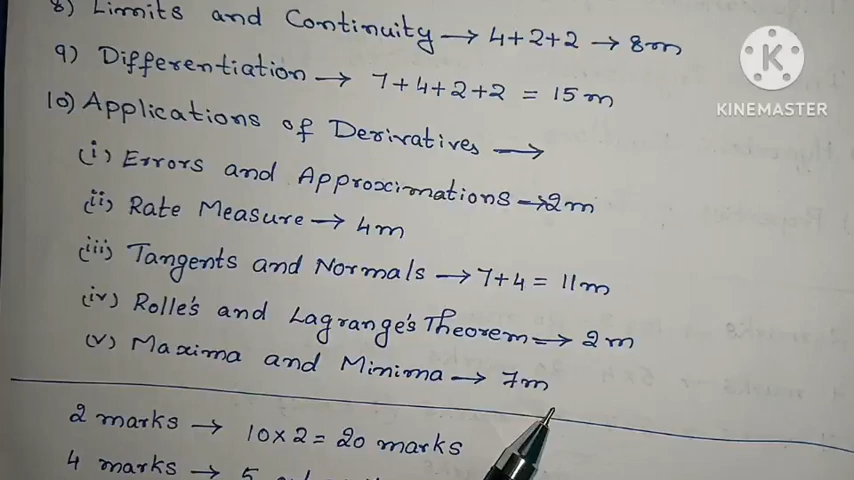 8) Limits and Continuity → 4+2+2 → 8m
9) Differentiation → 7+4+2+2 = 15m
10) Applications of Derivatives →
(i) Errors and Approximations → 2m
(ii) Rate Measure → 4m
(iii) Tangents and Normals → 7+4 = 11m
(iv) Rolle's and Lagrange's Theorem → 2m
(v) Maxima and Minima → 7m
2 marks → 10×2 = 20 marks
4 marks → 5
KINEMASTER